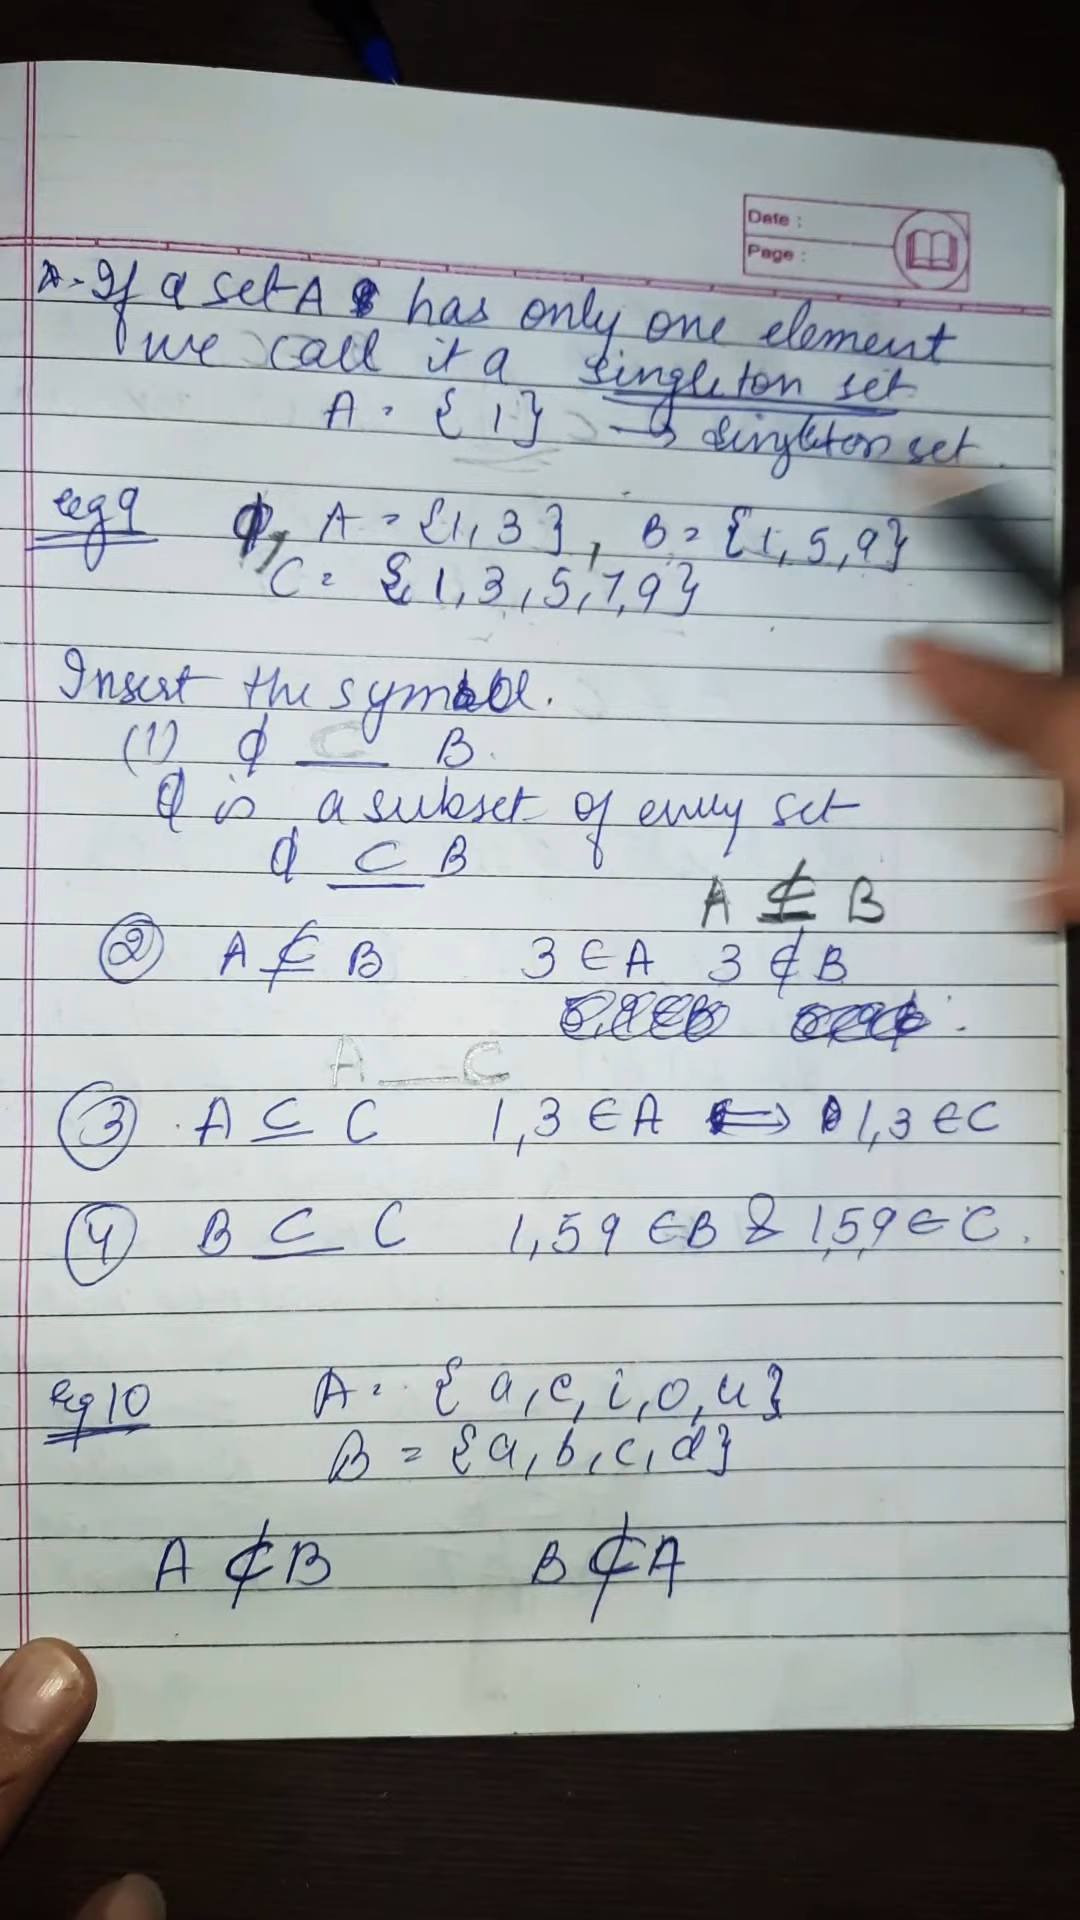 Date :
Page :
If a set A has only one element
we call it a singleton set
A = {1} → singleton set.
eg 9 φ, A = {1, 3}, B = {1, 5, 9}
C = {1, 3, 5, 7, 9}
Insert the symbol.
(1) φ ⊂ B.
φ is a subset of every set
φ ⊂ B
A ⊄ B
② A ⊄ B 3 ∈ A 3 ∉ B
A __ C
③ A ⊂ C 1,3 ∈ A ⟺ 1,3 ∈ C
④ B ⊂ C 1,59 ∈ B & 1,5,9 ∈ C.
eg 10 A = {a, e, i, o, u}
B = {a, b, c, d}
A ⊄ B B ⊄ A